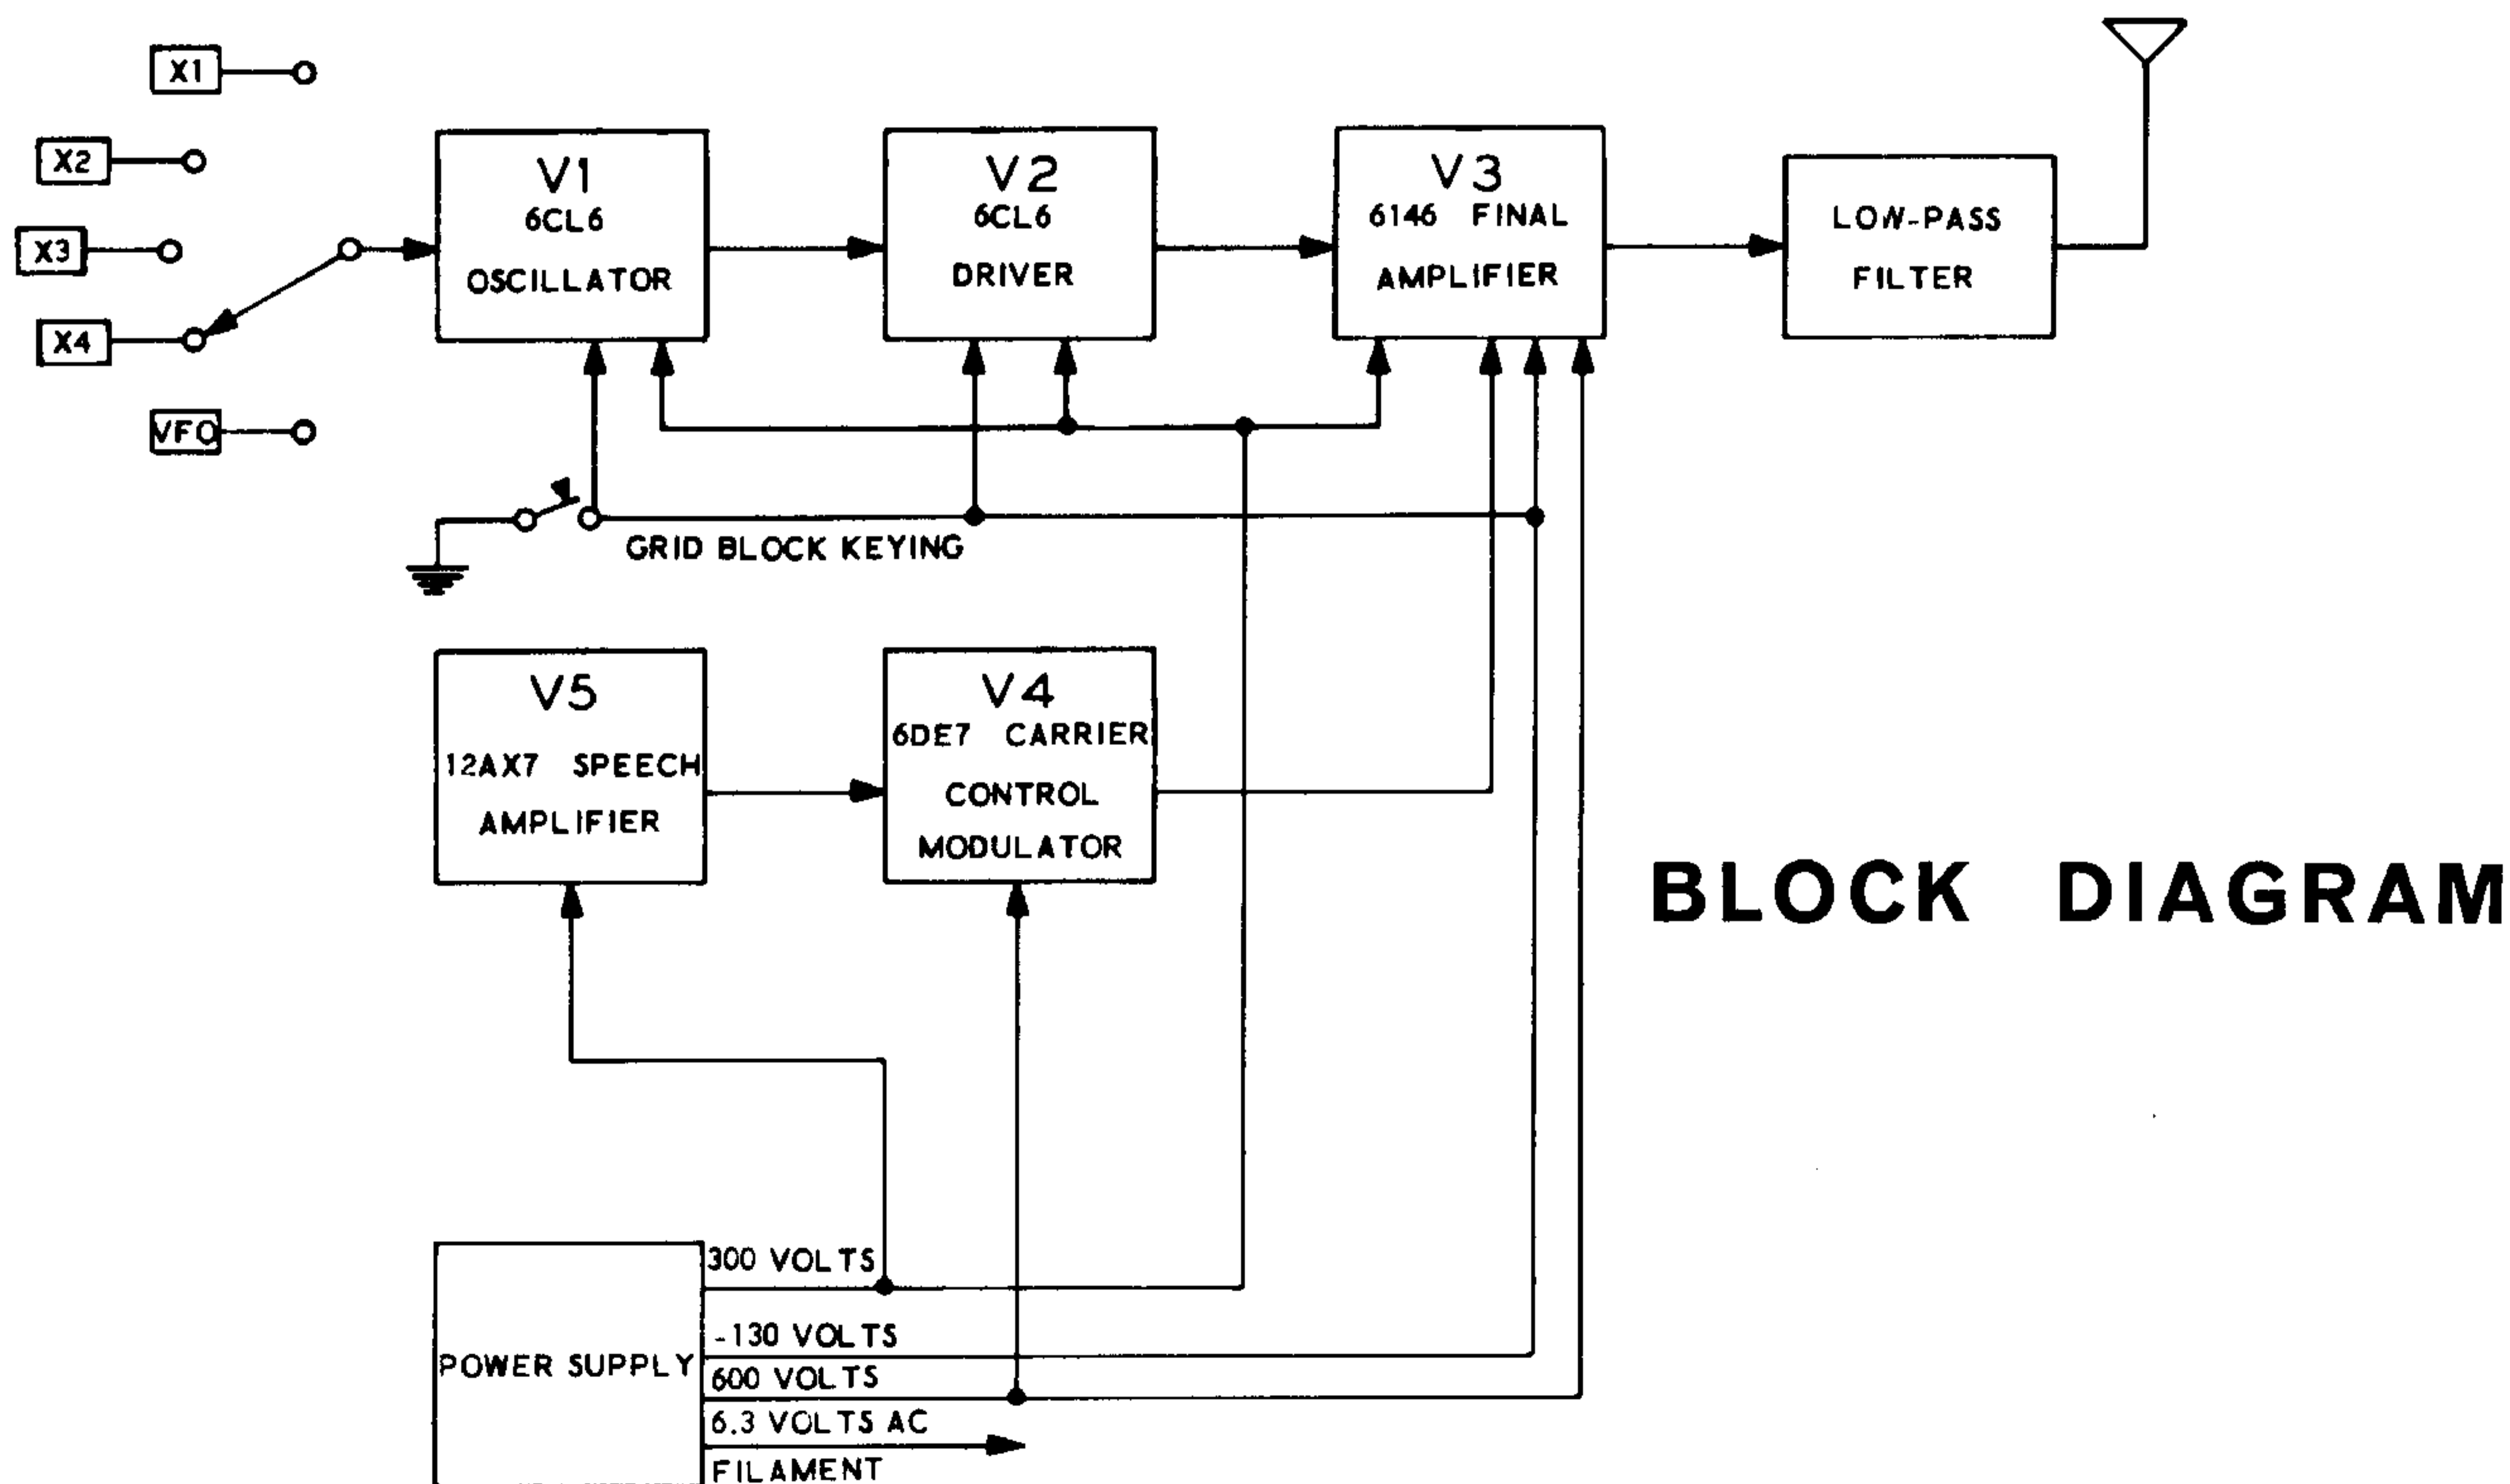 X1
X2
X3
X4
VFO
V1
6CL6
OSCILLATOR
V2
6CL6
DRIVER
V3
6146 FINAL
AMPLIFIER
LOW-PASS
FILTER
GRID BLOCK KEYING
V5
12AX7 SPEECH
AMPLIFIER
V4
6DE7 CARRIER
CONTROL
MODULATOR
BLOCK DIAGRAM
POWER SUPPLY
300 VOLTS
-130 VOLTS
600 VOLTS
6.3 VOLTS AC
FILAMENT